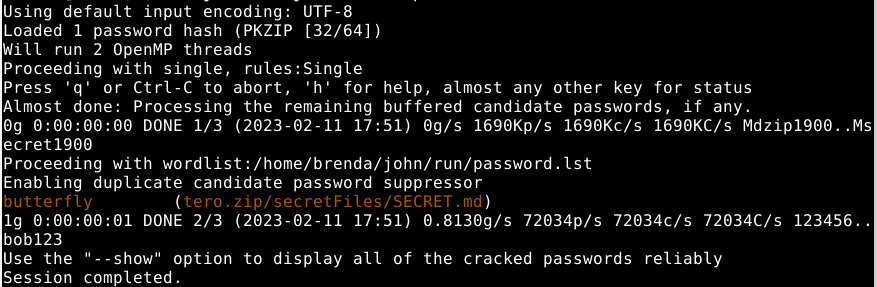 Using default input encoding: UTF-8
Loaded 1 password hash (PKZIP [32/64])
Will run 2 OpenMP threads
Proceeding with single, rules:Single
Press 'q' or Ctrl-C to abort, 'h' for help, almost any other key for status
Almost done: Processing the remaining buffered candidate passwords, if any.
0g 0:00:00:00 DONE 1/3 (2023-02-11 17:51) 0g/s 1690Kp/s 1690Kc/s 1690KC/s Mdzip1900..Ms
ecret1900
Proceeding with wordlist:/home/brenda/john/run/password.lst
Enabling duplicate candidate password suppressor
butterfly        (tero.zip/secretFiles/SECRET.md)
1g 0:00:00:01 DONE 2/3 (2023-02-11 17:51) 0.8130g/s 72034p/s 72034c/s 72034C/s 123456..
bob123
Use the "--show" option to display all of the cracked passwords reliably
Session completed.